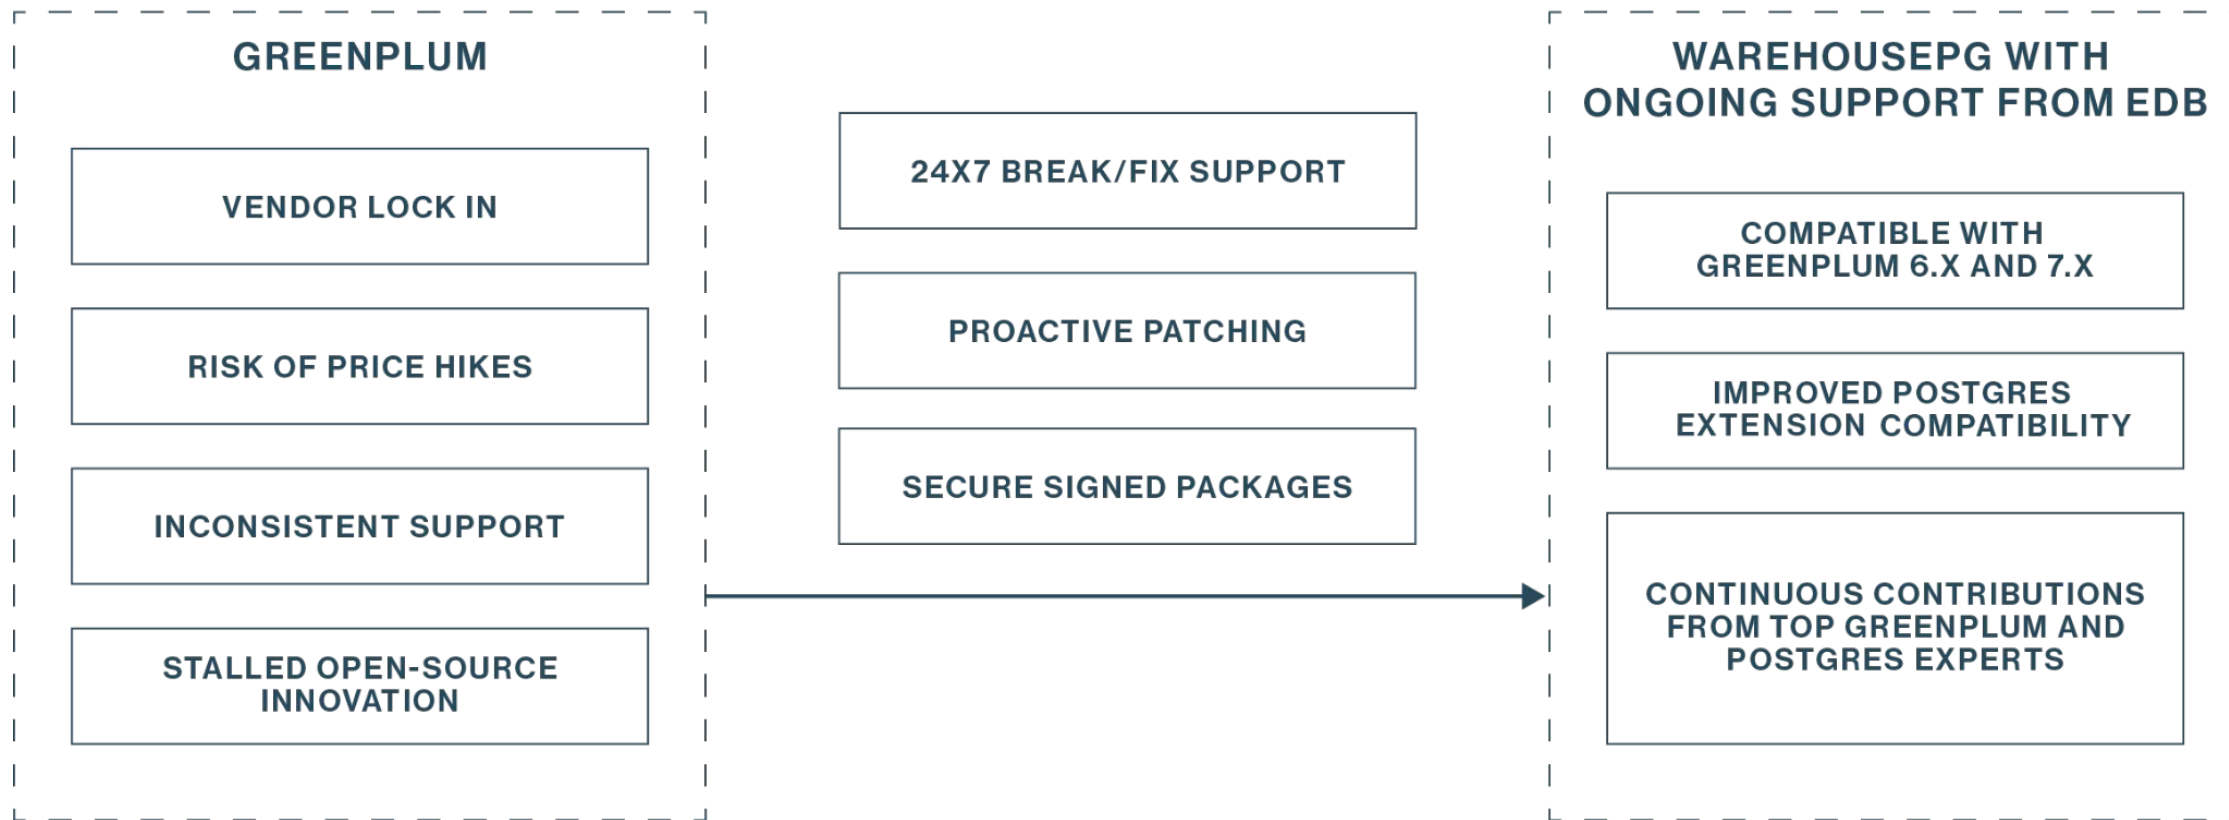 GREENPLUM
VENDOR LOCK IN
RISK OF PRICE HIKES
INCONSISTENT SUPPORT
STALLED OPEN-SOURCE
INNOVATION
24X7 BREAK/FIX SUPPORT
PROACTIVE PATCHING
SECURE SIGNED PACKAGES
WAREHOUSEPG WITH
ONGOING SUPPORT FROM EDB
COMPATIBLE WITH
GREENPLUM 6.X AND 7.X
IMPROVED POSTGRES
EXTENSION COMPATIBILITY
CONTINUOUS CONTRIBUTIONS
FROM TOP GREENPLUM AND
POSTGRES EXPERTS